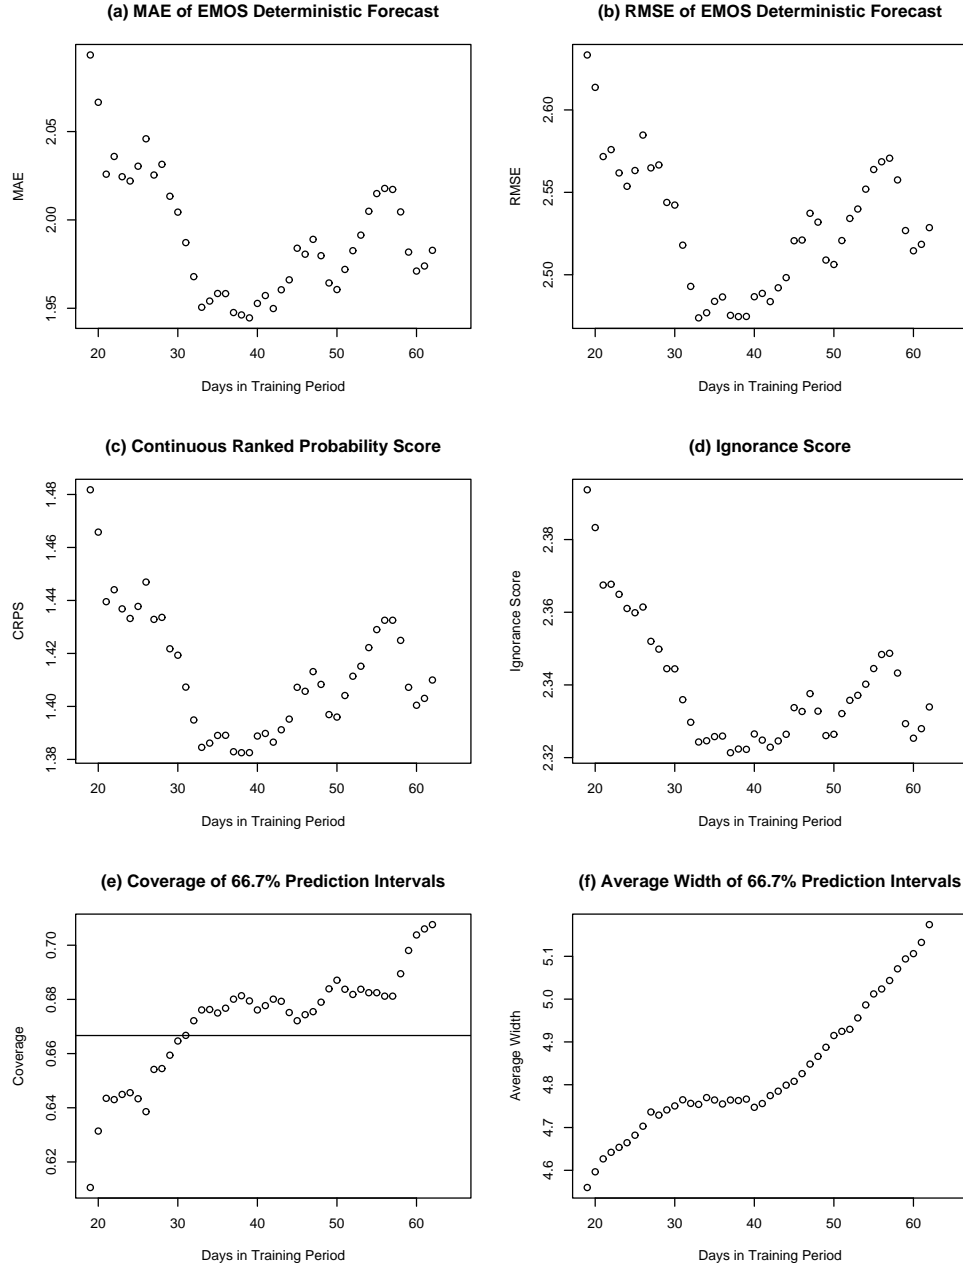 (a) MAE of EMOS Deterministic Forecast
MAE
1.95 2.00 2.05
20 30 40 50 60
Days in Training Period
(b) RMSE of EMOS Deterministic Forecast
RMSE
2.50 2.55 2.60
20 30 40 50 60
Days in Training Period
(c) Continuous Ranked Probability Score
CRPS
1.38 1.40 1.42 1.44 1.46 1.48
20 30 40 50 60
Days in Training Period
(d) Ignorance Score
Ignorance Score
2.32 2.34 2.36 2.38
20 30 40 50 60
Days in Training Period
(e) Coverage of 66.7% Prediction Intervals
Coverage
0.62 0.64 0.66 0.68 0.70
20 30 40 50 60
Days in Training Period
(f) Average Width of 66.7% Prediction Intervals
Average Width
4.6 4.7 4.8 4.9 5.0 5.1
20 30 40 50 60
Days in Training Period